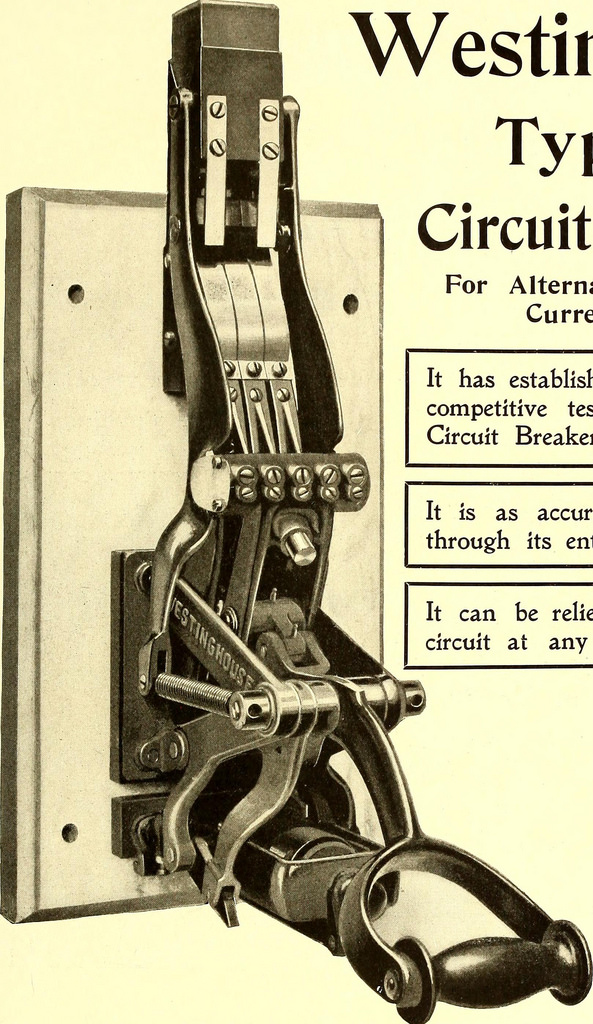 Westin
Typ
Circuit
For Alterna
Curre
It has establish
competitive tes
Circuit Breaker
It is as accur
through its ent
It can be relie
circuit at any
WESTINGHOUSE